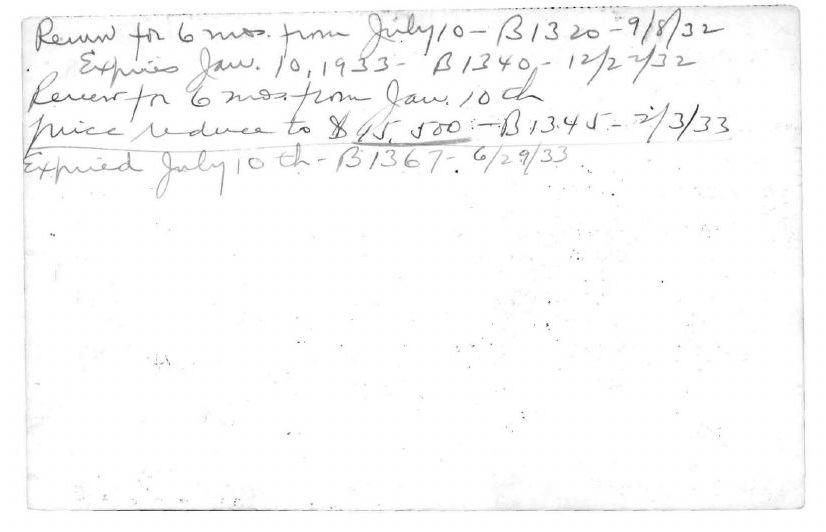 Renew for 6 mos. from July 10 - B1320 - 9/8/32
Expires Jan. 10, 1933 - B1340 - 12/27/32
Renew for 6 mos. from Jan. 10th
price reduce to $15,500 - B1345 - 2/3/33
Expried July 10th - B1367 - 6/29/33